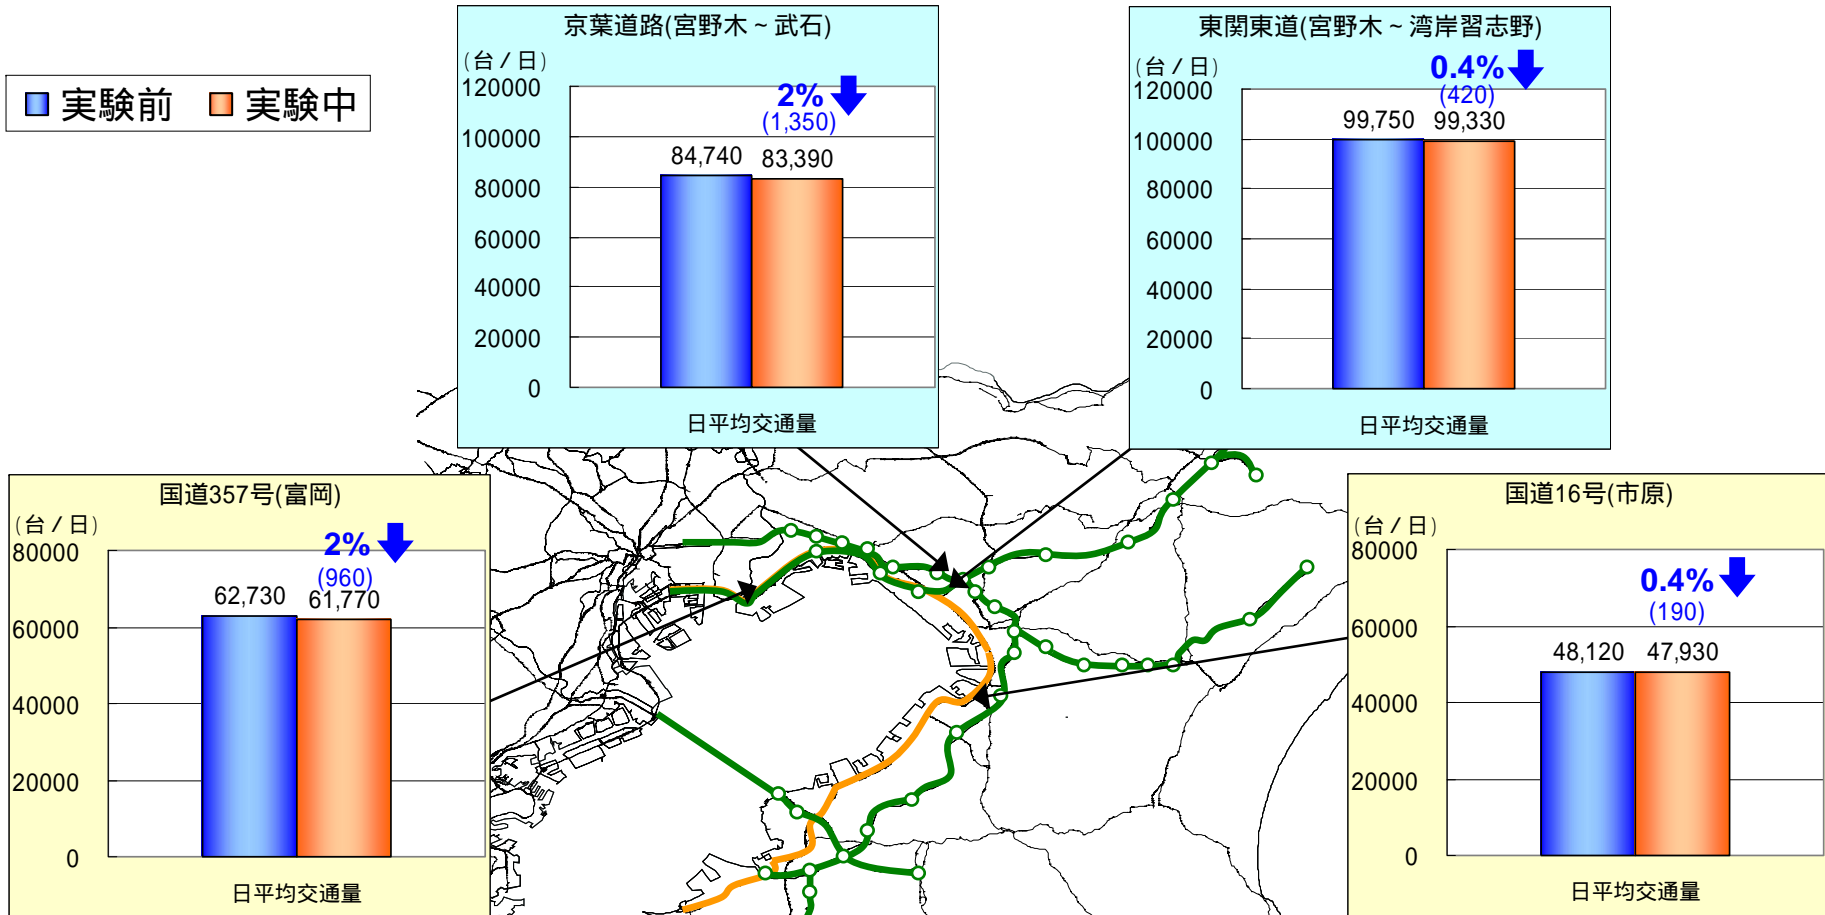 実験前 実験中
京葉道路(宮野木～武石)
(台/日)
120000
100000
80000
60000
40000
20000
0
2%
(1,350)
84,740 83,390
日平均交通量
東関東道(宮野木～湾岸習志野)
(台/日)
120000
100000
80000
60000
40000
20000
0
0.4%
(420)
99,750 99,330
日平均交通量
国道357号(富岡)
(台/日)
80000
60000
40000
20000
0
2%
(960)
62,730 61,770
日平均交通量
国道16号(市原)
(台/日)
80000
60000
40000
20000
0
0.4%
(190)
48,120 47,930
日平均交通量